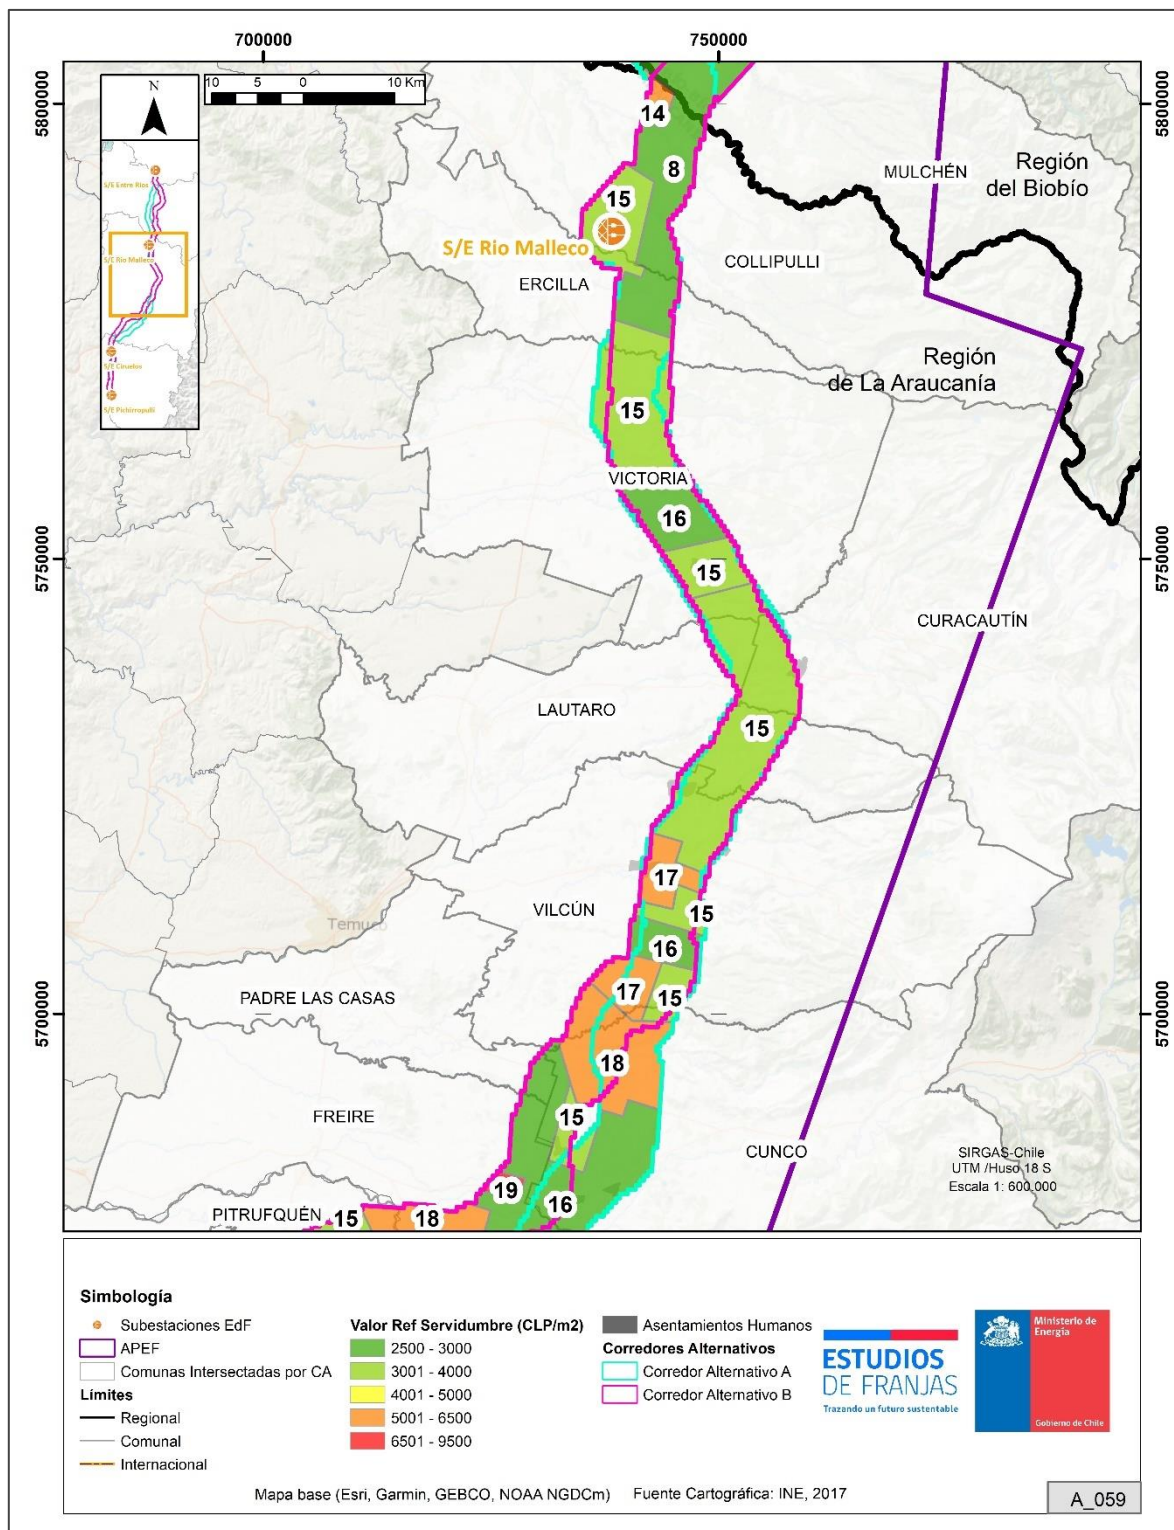 700000
750000
5800000
5800000
N
10
5
0
10 Km
S/E Entre Ríos
S/E Río Malleco
S/E Ciruelos
S/E Pichirropulli
14
8
MULCHÉN
Región
del Biobío
15
S/E Río Malleco
COLLIPULLI
ERCILLA
Región
de La Araucanía
15
VICTORIA
16
5750000
5750000
15
CURACAUTÍN
LAUTARO
15
17
VILCÚN
15
Temuco
16
17
15
PADRE LAS CASAS
5700000
5700000
18
FREIRE
15
CUNCO
SIRGAS-Chile
UTM /Huso 18 S
Escala 1: 600.000
19
16
PITRUFQUÉN
15
18
Simbología
Subestaciones EdF
APEF
Comunas Intersectadas por CA
Límites
Regional
Comunal
Internacional
Valor Ref Servidumbre (CLP/m2)
2500 - 3000
3001 - 4000
4001 - 5000
5001 - 6500
6501 - 9500
Asentamientos Humanos
Corredores Alternativos
Corredor Alternativo A
Corredor Alternativo B
ESTUDIOS
DE FRANJAS
Trazando un futuro sustentable
Ministerio de
Energía
Gobierno de Chile
Mapa base (Esri, Garmin, GEBCO, NOAA NGDCm) Fuente Cartográfica: INE, 2017
A_059